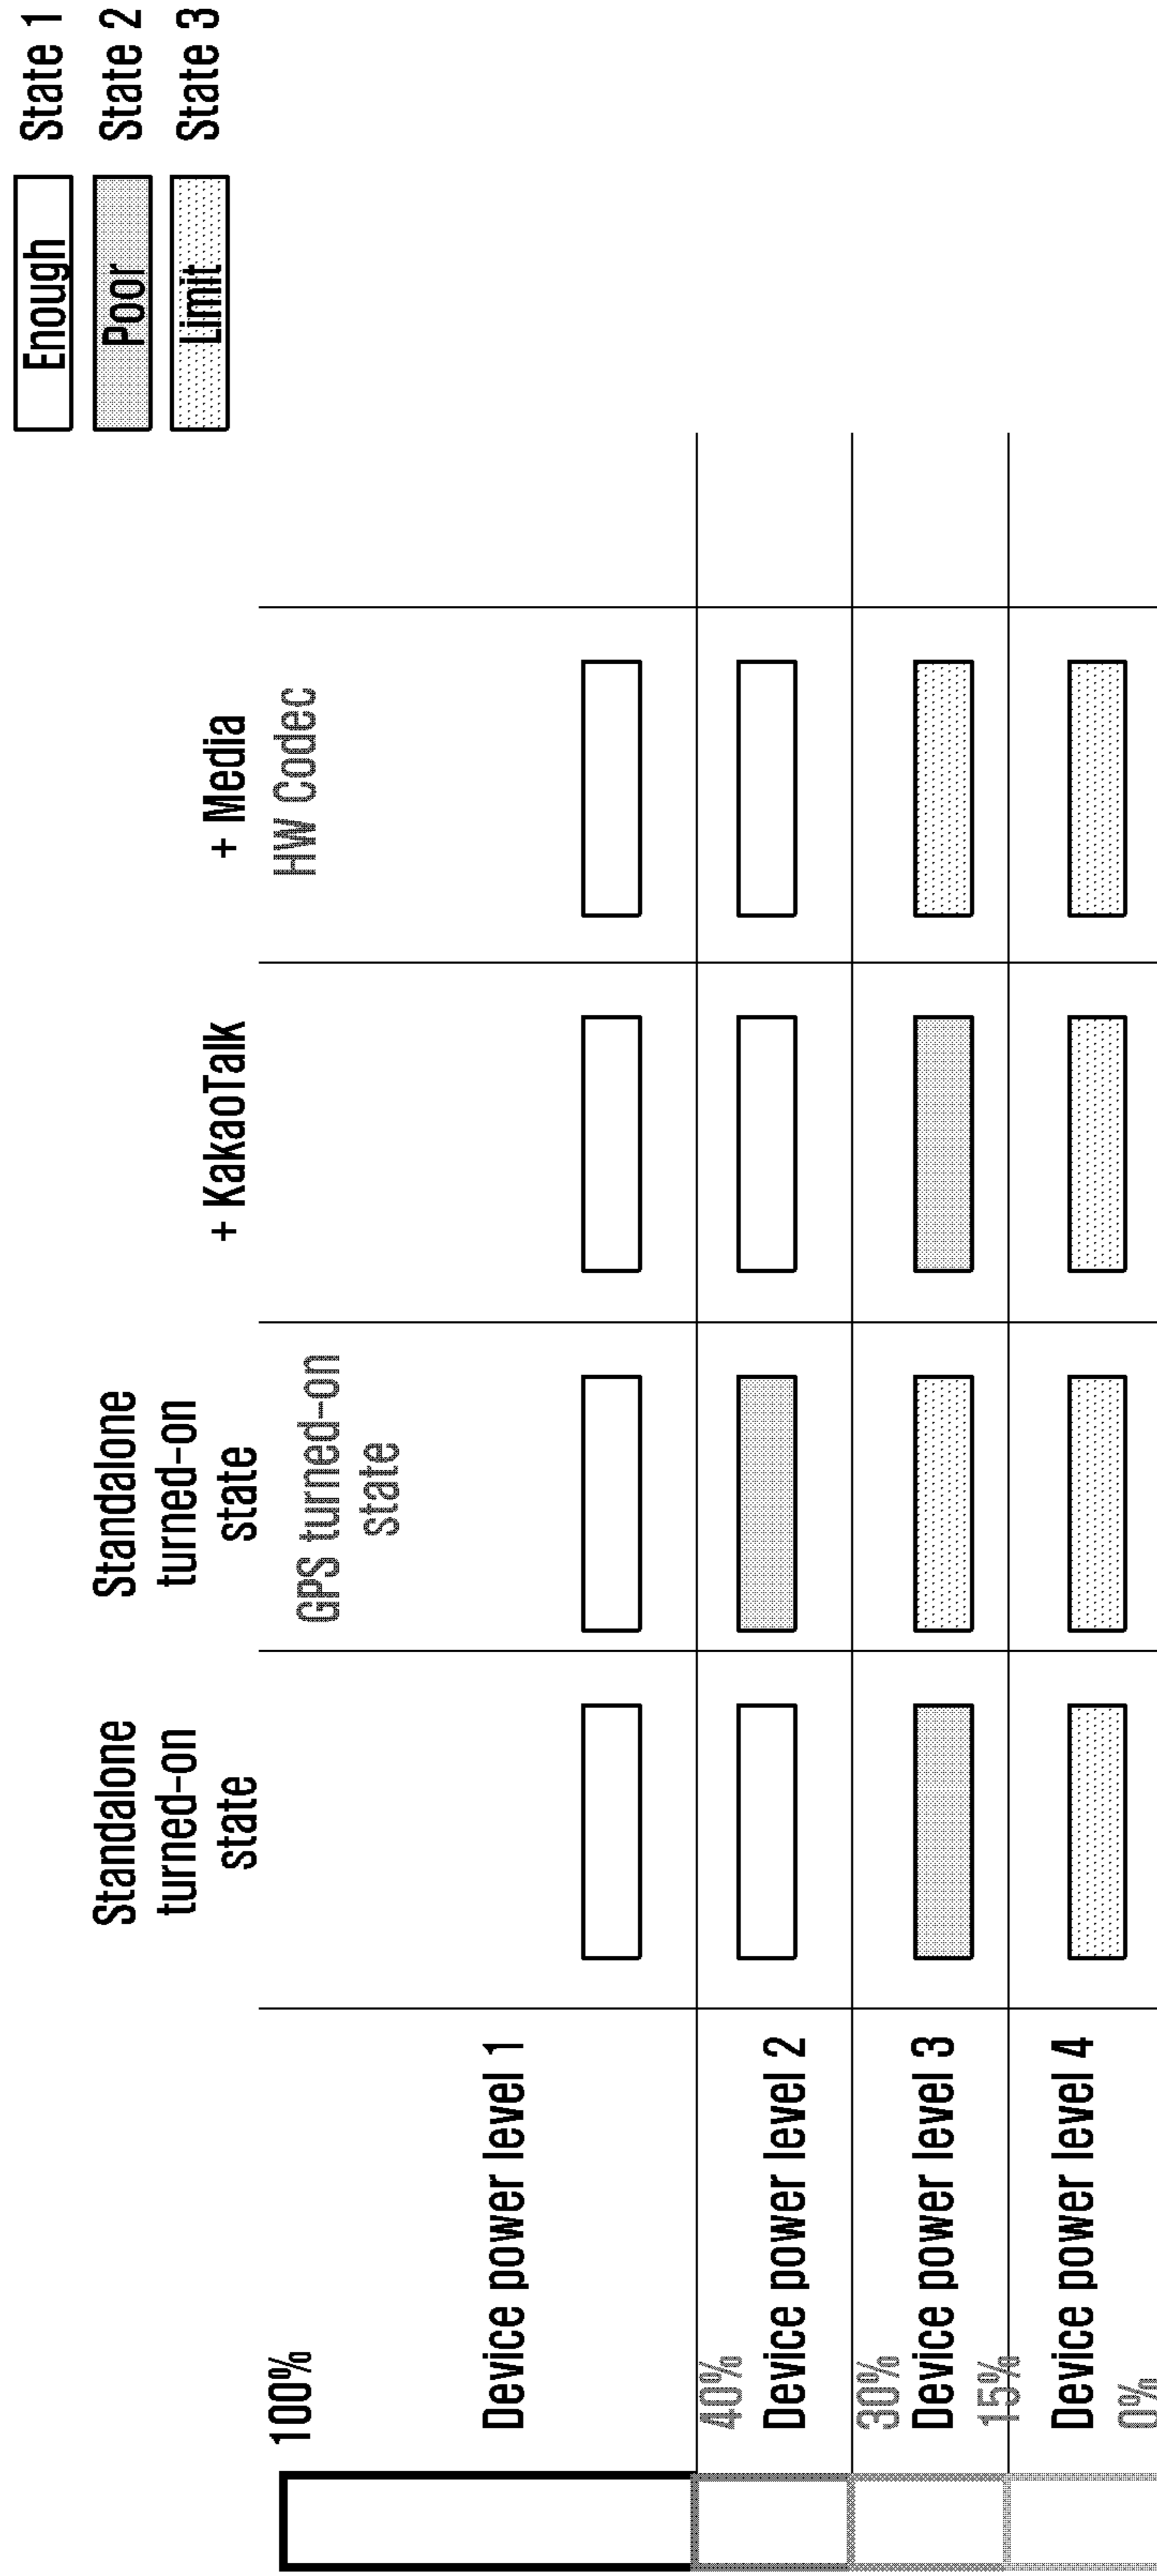 Enough State 1
Poor State 2
Limit State 3
Standalone
turned-on
state
Standalone
turned-on
state
+ KakaoTalk
+ Media
GPS turned-on
state
HW Codec
100%
Device power level 1
40%
Device power level 2
30%
Device power level 3
15%
Device power level 4
0%